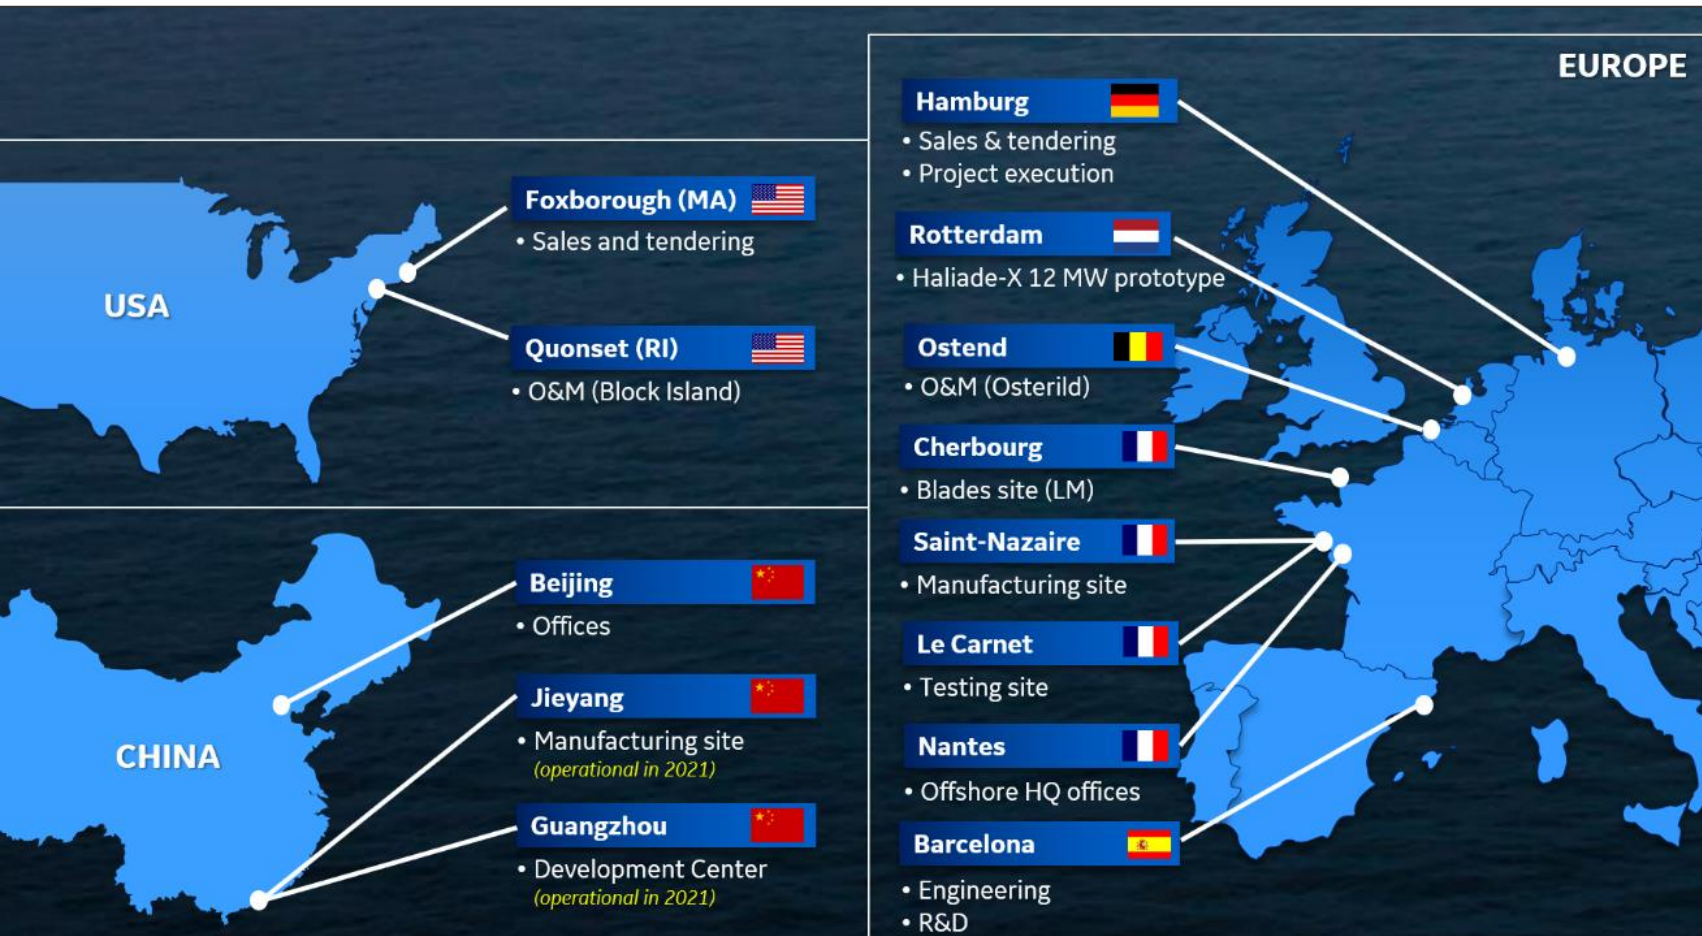 USA
Foxborough (MA)
• Sales and tendering
Quonset (RI)
• O&M (Block Island)
CHINA
Beijing
• Offices
Jieyang
• Manufacturing site
(operational in 2021)
Guangzhou
• Development Center
(operational in 2021)
EUROPE
Hamburg
• Sales & tendering
• Project execution
Rotterdam
• Haliade-X 12 MW prototype
Ostend
• O&M (Osterild)
Cherbourg
• Blades site (LM)
Saint-Nazaire
• Manufacturing site
Le Carnet
• Testing site
Nantes
• Offshore HQ offices
Barcelona
• Engineering
• R&D